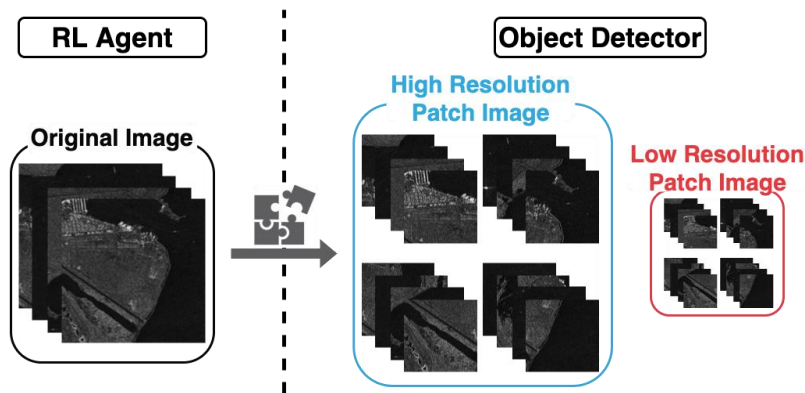 RL Agent
Object Detector
Original Image
High Resolution
Patch Image
Low Resolution
Patch Image